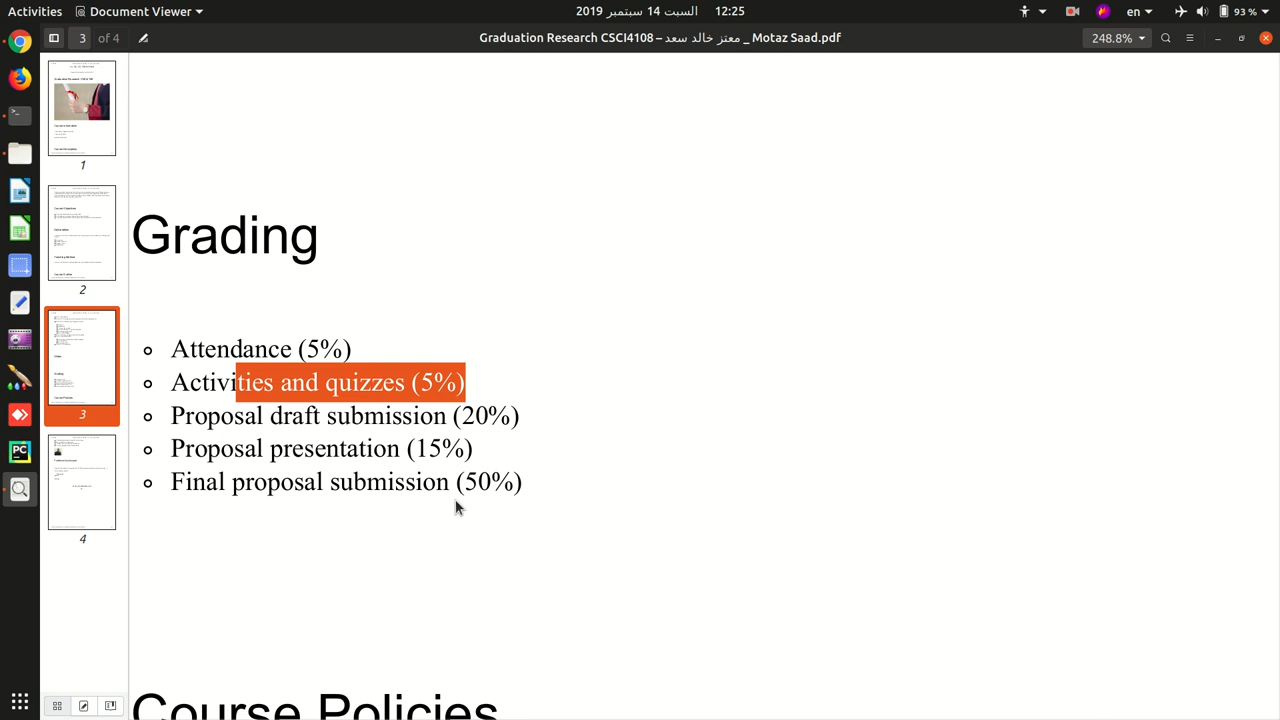 Activities Document Viewer السبت 14 سبتمبر 2019 12:25 en 93 %
3 of 4 Graduation Research CSCI4108 – معتز خالد سعد _ Motaz Saad.pdf 248.8%
1
2
3
4
Grading
Attendance (5%)
Activities and quizzes (5%)
Proposal draft submission (20%)
Proposal presentation (15%)
Final proposal submission (50%)
Course Policies
PC